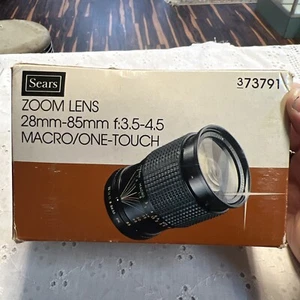 Sears
373791
ZOOM LENS
28mm-85mm f:3.5-4.5
MACRO/ONE-TOUCH